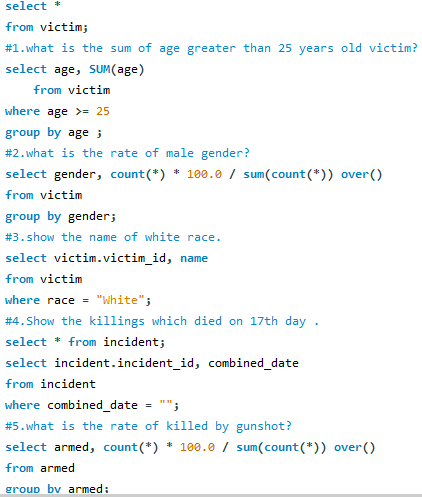 select *
from victim;
#1.what is the sum of age greater than 25 years old victim?
select age, SUM(age)
from victim
where age >= 25
group by age ;
#2.what is the rate of male gender?
select gender, count(*) * 100.0 / sum(count(*)) over()
from victim
group by gender;
#3.show the name of white race.
select victim.victim_id, name
from victim
where race = "White";
#4.Show the killings which died on 17th day .
select * from incident;
select incident.incident_id, combined_date
from incident
where combined_date = "";
#5.what is the rate of killed by gunshot?
select armed, count(*) * 100.0 / sum(count(*)) over()
from armed
group by armed;